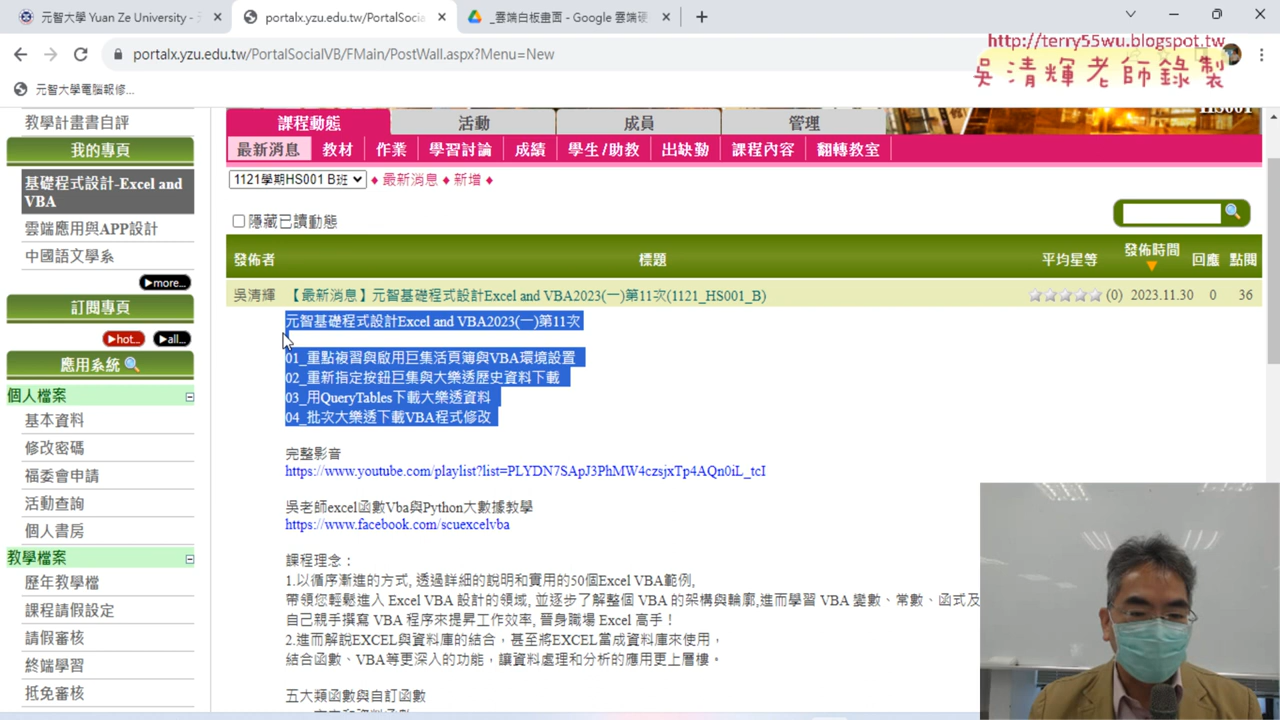 元智大學 Yuan Ze University -
portalx.yzu.edu.tw/PortalSocia
_雲端白板畫面 - Google 雲端硬
portalx.yzu.edu.tw/PortalSocialVB/FMain/PostWall.aspx?Menu=New
http://terry55wu.blogspot.tw
吳清輝老師錄製
元智大學電腦報修...
HS001
教學計畫書自評
我的專頁
基礎程式設計-Excel and
VBA
雲端應用與APP設計
中國語文學系
▶more...
訂閱專頁
▶hot... ▶all...
應用系統
個人檔案
基本資料
修改密碼
福委會申請
活動查詢
個人書房
教學檔案
歷年教學檔
課程請假設定
請假審核
終端學習
抵免審核
課程動態 活動 成員 管理
最新消息 教材 作業 學習討論 成績 學生/助教 出缺勤 課程內容 翻轉教室
1121學期HS001 B班 ♦ 最新消息 ♦ 新增 ♦
隱藏已讀動態
發佈者 標題 平均星等 發佈時間 回應 點閱
吳清輝 【最新消息】元智基礎程式設計Excel and VBA2023(一)第11次(1121_HS001_B) (0) 2023.11.30 0 36
元智基礎程式設計Excel and VBA2023(一)第11次
01_重點複習與啟用巨集活頁簿與VBA環境設置
02_重新指定按鈕巨集與大樂透歷史資料下載
03_用QueryTables下載大樂透資料
04_批次大樂透下載VBA程式修改
完整影音
https://www.youtube.com/playlist?list=PLYDN7SApJ3PhMW4czsjxTp4AQn0iL_tcI
吳老師excel函數Vba與Python大數據教學
https://www.facebook.com/scuexcelvba
課程理念：
1.以循序漸進的方式, 透過詳細的說明和實用的50個Excel VBA範例,
帶領您輕鬆進入 Excel VBA 設計的領域, 並逐步了解整個 VBA 的架構與輪廓,進而學習 VBA 變數、常數、函式及
自己親手撰寫 VBA 程序來提昇工作效率, 晉身職場 Excel 高手！
2.進而解說EXCEL與資料庫的結合，甚至將EXCEL當成資料庫來使用，
結合函數、VBA等更深入的功能，讓資料處理和分析的應用更上層樓。
五大類函數與自訂函數